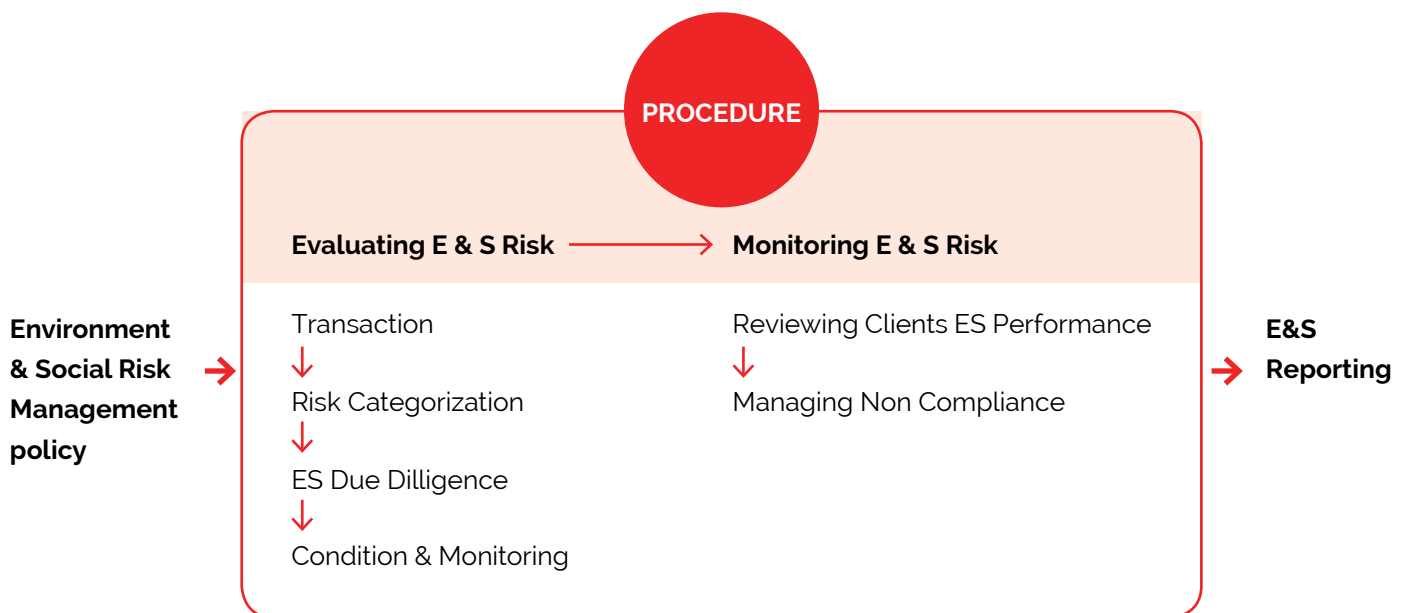 PROCEDURE
Evaluating E & S Risk
Monitoring E & S Risk
Environment
& Social Risk
Management
policy
Transaction
Risk Categorization
ES Due Dilligence
Condition & Monitoring
Reviewing Clients ES Performance
Managing Non Compliance
E&S
Reporting